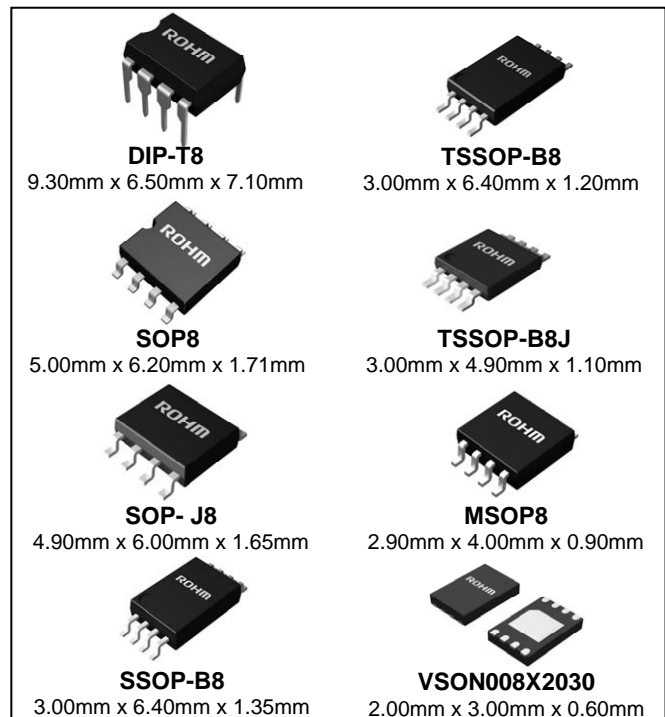 ROHM
DIP-T8
9.30mm x 6.50mm x 7.10mm
ROHM
TSSOP-B8
3.00mm x 6.40mm x 1.20mm
ROHM
SOP8
5.00mm x 6.20mm x 1.71mm
ROHM
TSSOP-B8J
3.00mm x 4.90mm x 1.10mm
ROHM
SOP- J8
4.90mm x 6.00mm x 1.65mm
ROHM
MSOP8
2.90mm x 4.00mm x 0.90mm
ROHM
SSOP-B8
3.00mm x 6.40mm x 1.35mm
ROHM
VSON008X2030
2.00mm x 3.00mm x 0.60mm